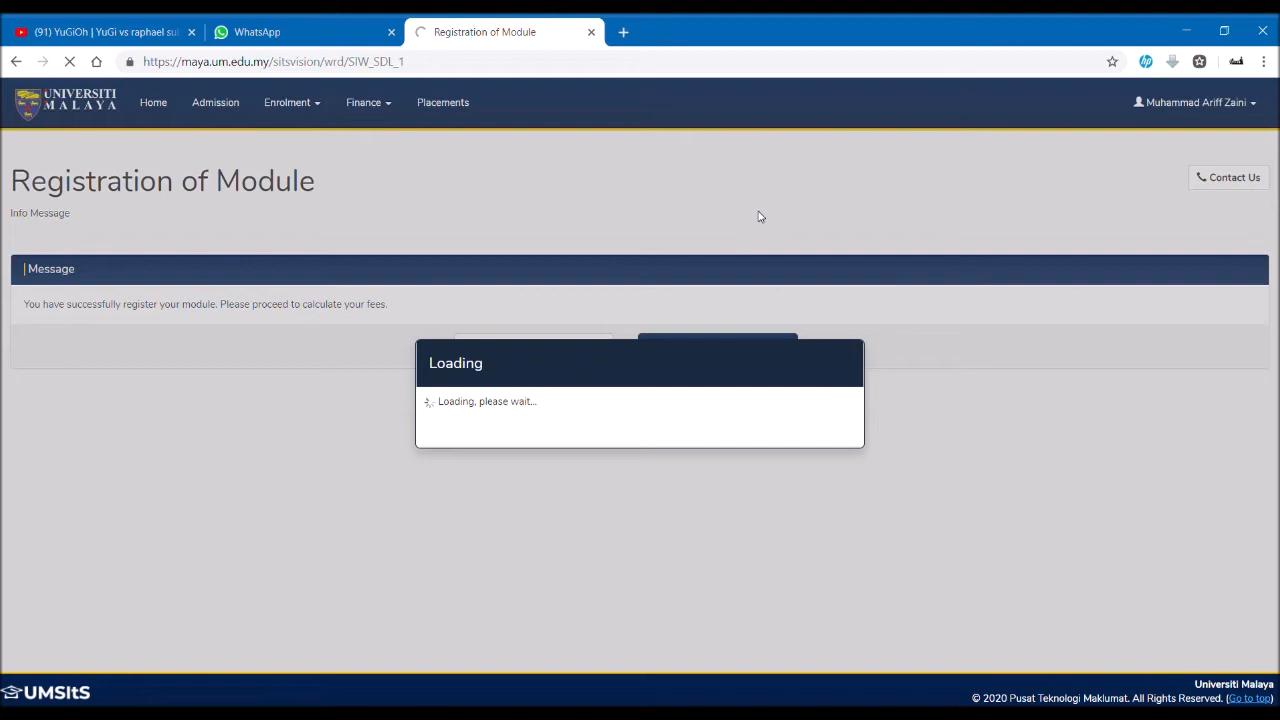 (91) YuGiOh | YuGi vs raphael sul
WhatsApp
Registration of Module
https://maya.um.edu.my/sitsvision/wrd/SIW_SDL_1
UNIVERSITI
MALAYA
Home
Admission
Enrolment
Finance
Placements
Muhammad Ariff Zaini
Registration of Module
Contact Us
Info Message
Message
You have successfully register your module. Please proceed to calculate your fees.
Loading
Loading, please wait...
UMSItS
Universiti Malaya
© 2020 Pusat Teknologi Maklumat. All Rights Reserved. (Go to top)